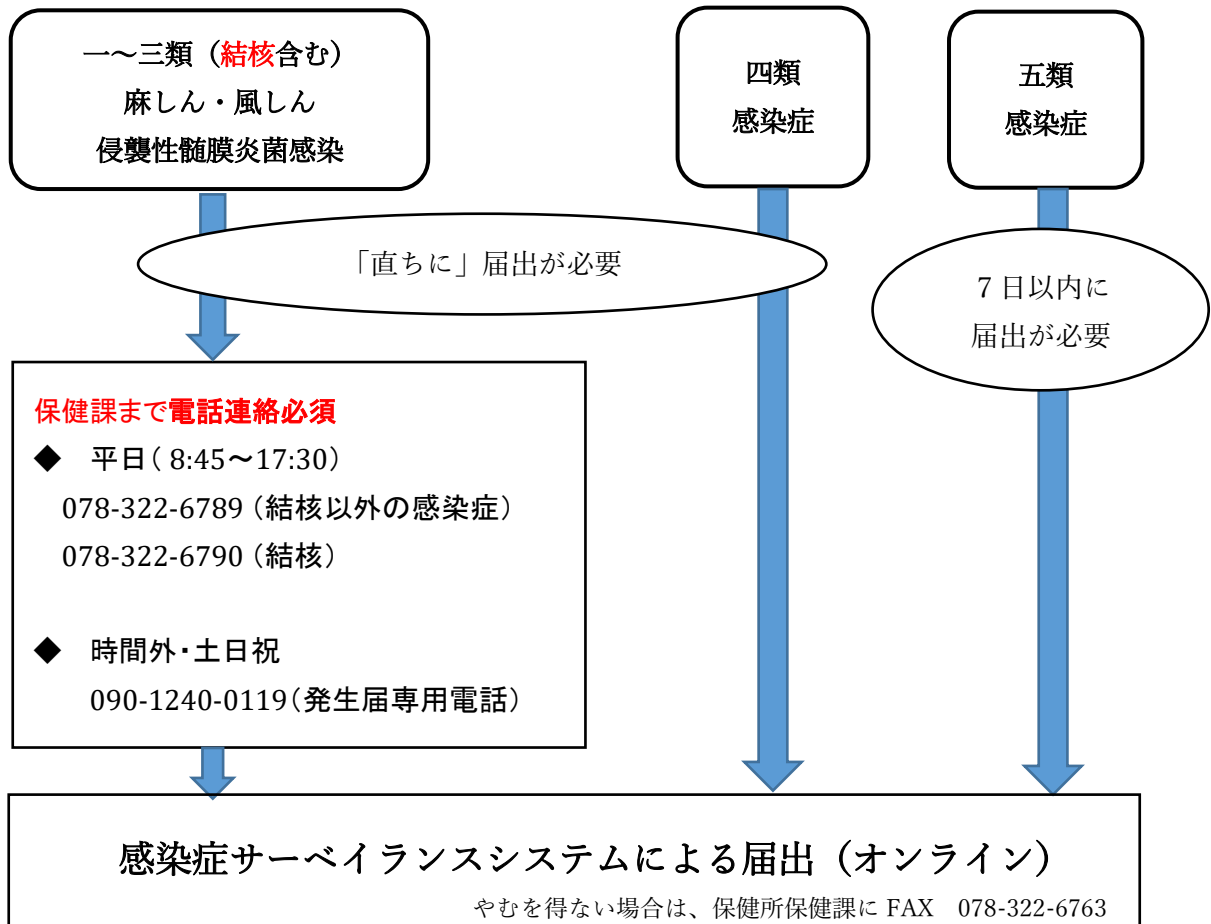 一～三類（結核含む）
麻しん・風しん
侵襲性髄膜炎菌感染
四類
感染症
五類
感染症
「直ちに」届出が必要
７日以内に
届出が必要
保健課まで電話連絡必須
◆ 平日（ 8:45～17:30）
078-322-6789（結核以外の感染症）
078-322-6790（結核）
◆ 時間外・土日祝
090-1240-0119（発生届専用電話）
感染症サーベイランスシステムによる届出（オンライン）
やむを得ない場合は、保健所保健課に FAX 078-322-6763